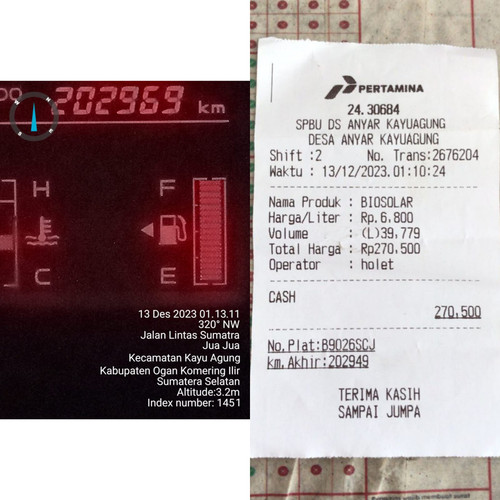 DO 202969 km
H F
C E
13 Des 2023 01.13.11
320° NW
Jalan Lintas Sumatra
Jua Jua
Kecamatan Kayu Agung
Kabupaten Ogan Komering Ilir
Sumatera Selatan
Altitude:3.2m
Index number: 1451
PERTAMINA
24.30684
SPBU DS ANYAR KAYUAGUNG
DESA ANYAR KAYUAGUNG
Shift :2 No. Trans:2676204
Waktu : 13/12/2023.01:10:24
Nama Produk : BIOSOLAR
Harga/Liter : Rp.6,800
Volume : (L)39,779
Total Harga : Rp270,500
Operator : holet
CASH
270,500
No.Plat:B9026SCJ
km.Akhir:202949
TERIMA KASIH
SAMPAI JUMPA